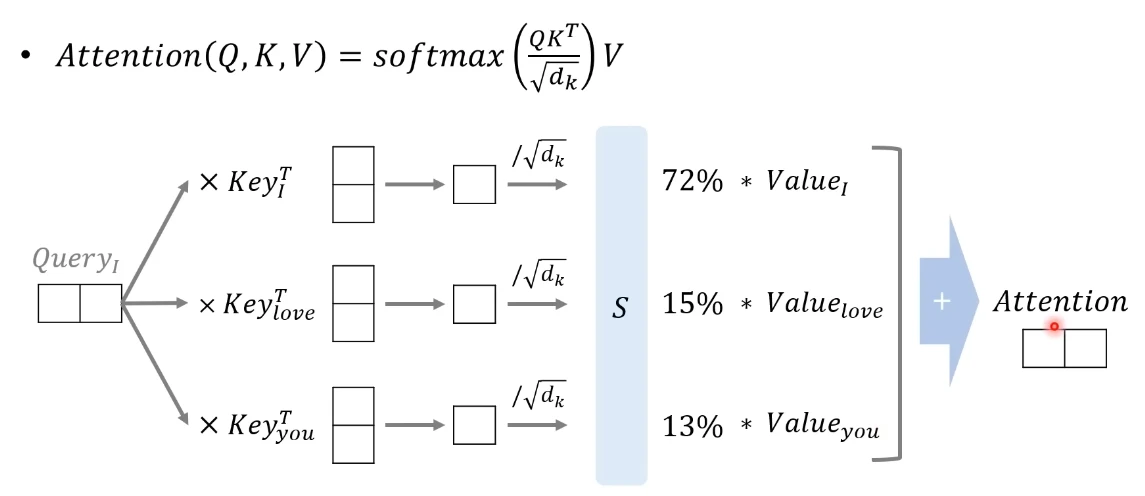 • Attention(Q, K, V) = softmax(QK^T / √d_k)V
/√d_k
× Key_I^T
72% * Value_I
Query_I
/√d_k
× Key_love^T
S
15% * Value_love
+
Attention
/√d_k
× Key_you^T
13% * Value_you